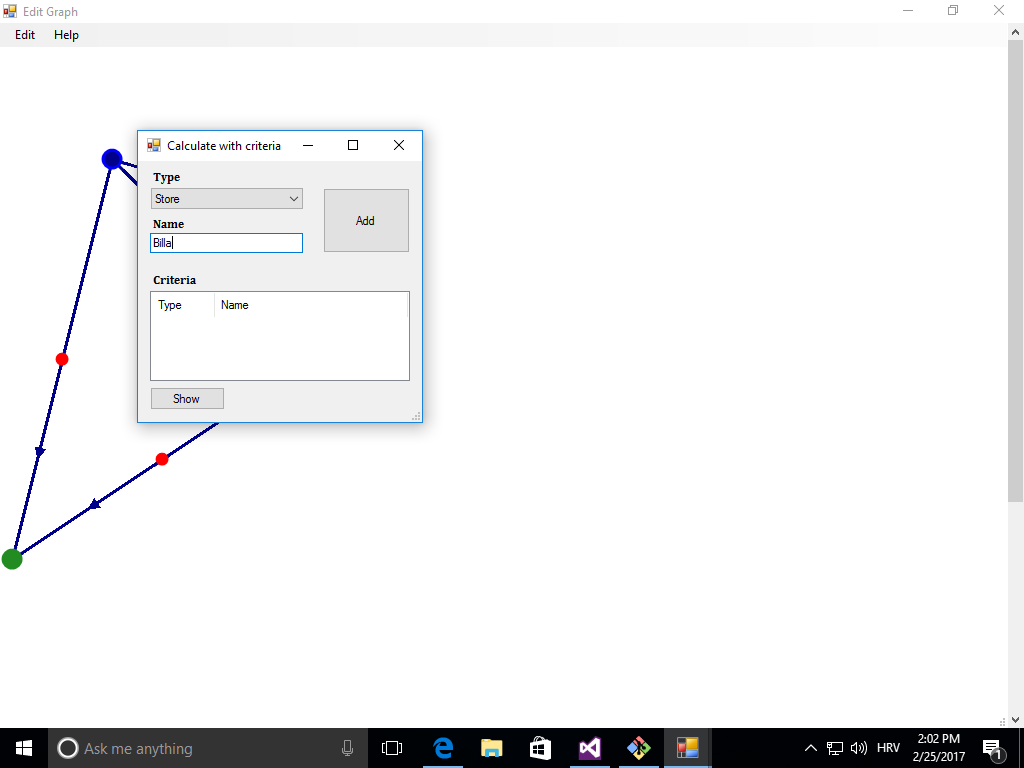 Edit Graph
Edit Help
Calculate with criteria
Type
Store
Add
Name
Billa
Criteria
Type Name
Show
Ask me anything
HRV
2:02 PM
2/25/2017
1